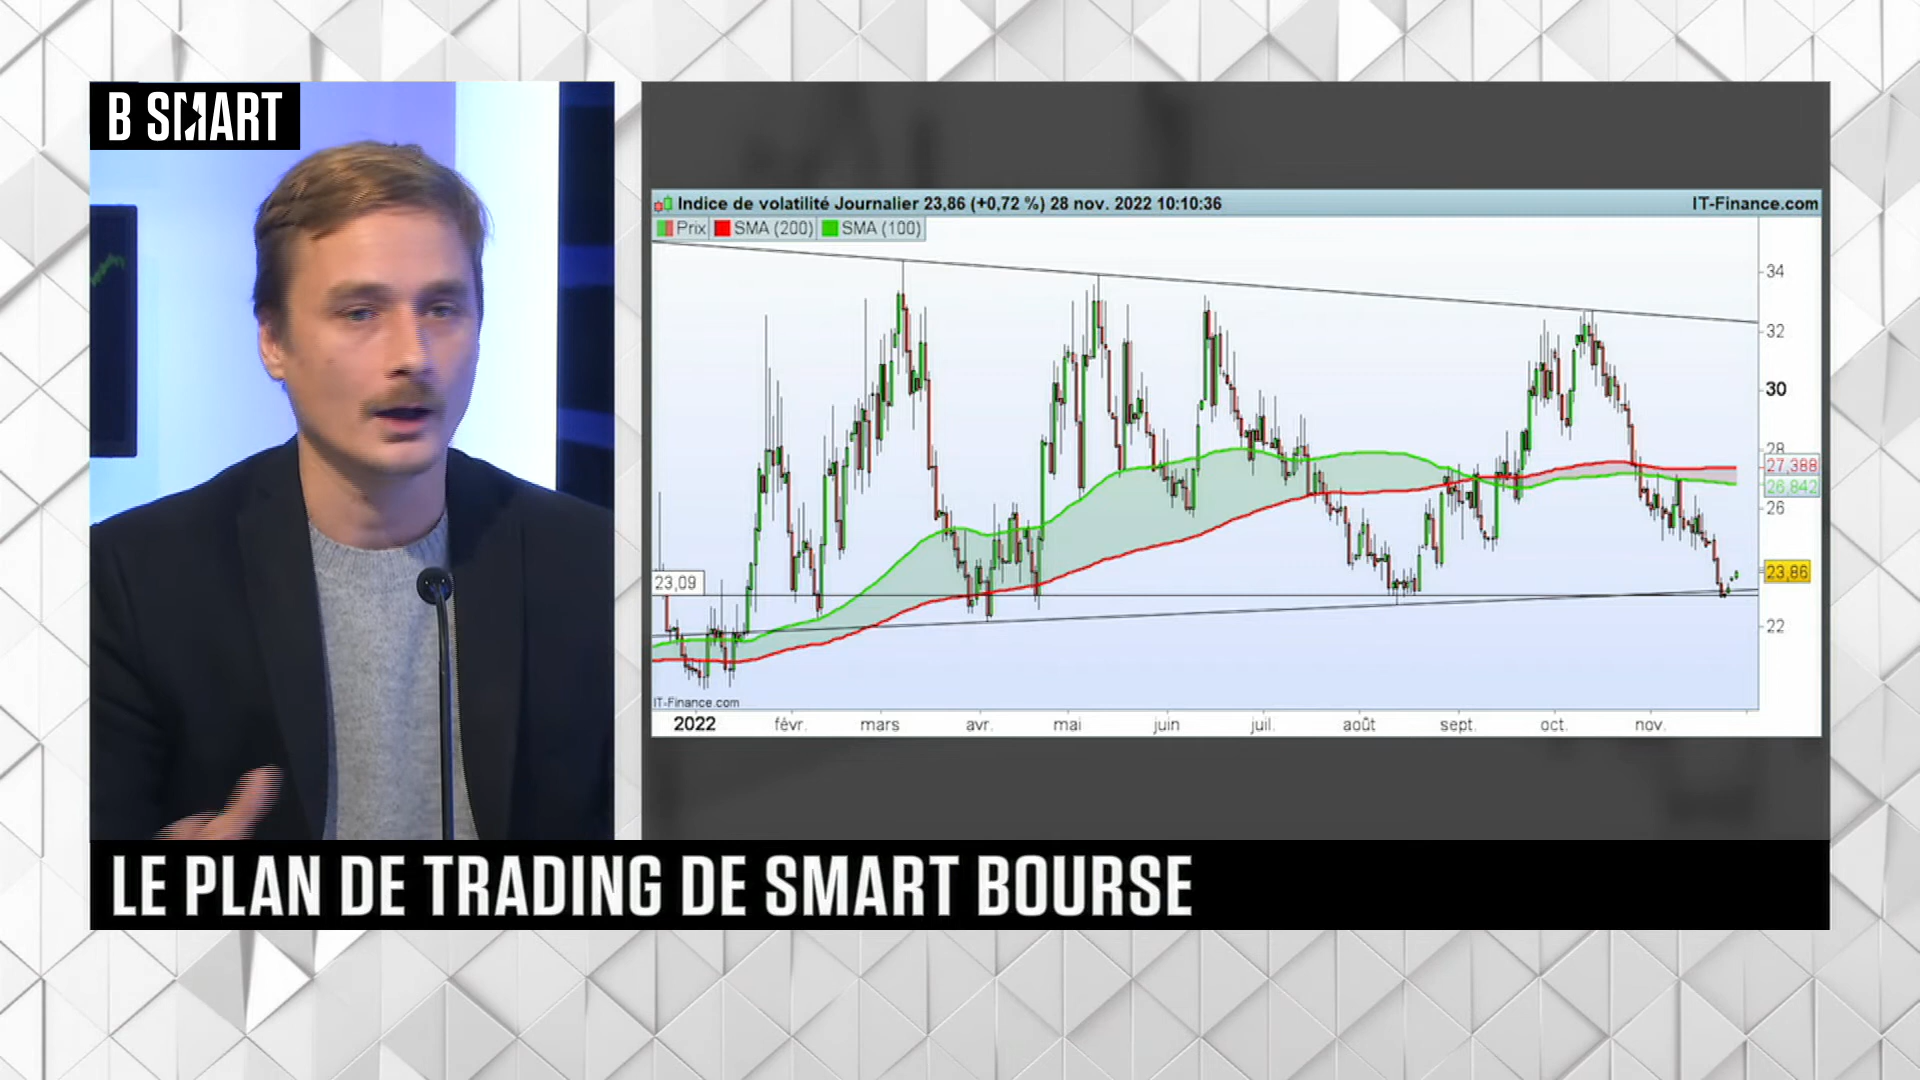 B SMART
Indice de volatilité Journalier 23,86 (+0,72 %) 28 nov. 2022 10:10:36
IT-Finance.com
Prix SMA (200) SMA (100)
34
32
30
28
27,388
26,842
26
23,09
23,86
22
IT-Finance.com
2022 févr. mars avr. mai juin juil. août sept. oct. nov.
LE PLAN DE TRADING DE SMART BOURSE